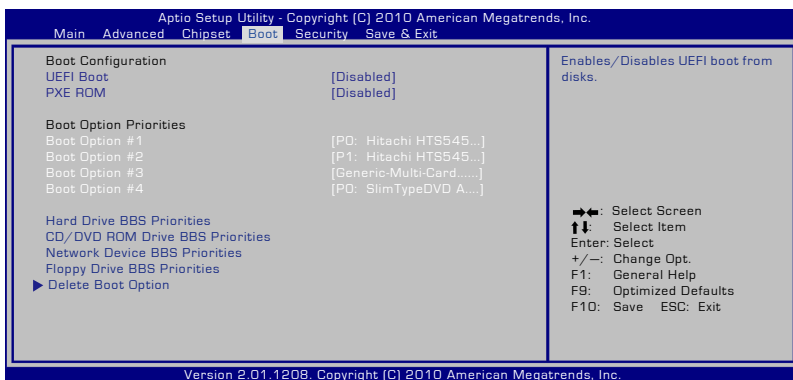 Aptio Setup Utility - Copyright (C) 2010 American Megatrends, Inc.
Main Advanced Chipset Boot Security Save & Exit
Boot Configuration
UEFI Boot [Disabled]
PXE ROM [Disabled]
Boot Option Priorities
Boot Option #1 [P0: Hitachi HTS545...]
Boot Option #2 [P1: Hitachi HTS545...]
Boot Option #3 [Generic-Multi-Card......]
Boot Option #4 [P0: SlimTypeDVD A....]
Hard Drive BBS Priorities
CD/DVD ROM Drive BBS Priorities
Network Device BBS Priorities
Floppy Drive BBS Priorities
Delete Boot Option
Enables/Disables UEFI boot from
disks.
➡⬅: Select Screen
⬆⬇: Select Item
Enter: Select
+/—: Change Opt.
F1: General Help
F9: Optimized Defaults
F10: Save ESC: Exit
Version 2.01.1208. Copyright (C) 2010 American Megatrends, Inc.